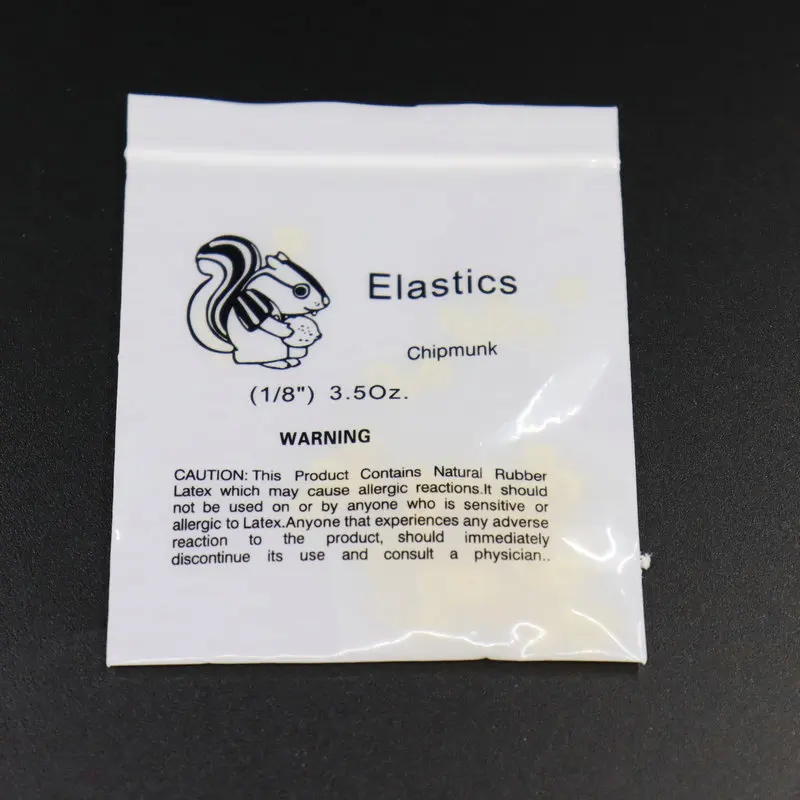 Elastics
Chipmunk
(1/8") 3.5Oz.
WARNING
CAUTION: This Product Contains Natural Rubber
Latex which may cause allergic reactions.It should
not be used on or by anyone who is sensitive or
allergic to Latex.Anyone that experiences any adverse
reaction to the product, should immediately
discontinue its use and consult a physician..